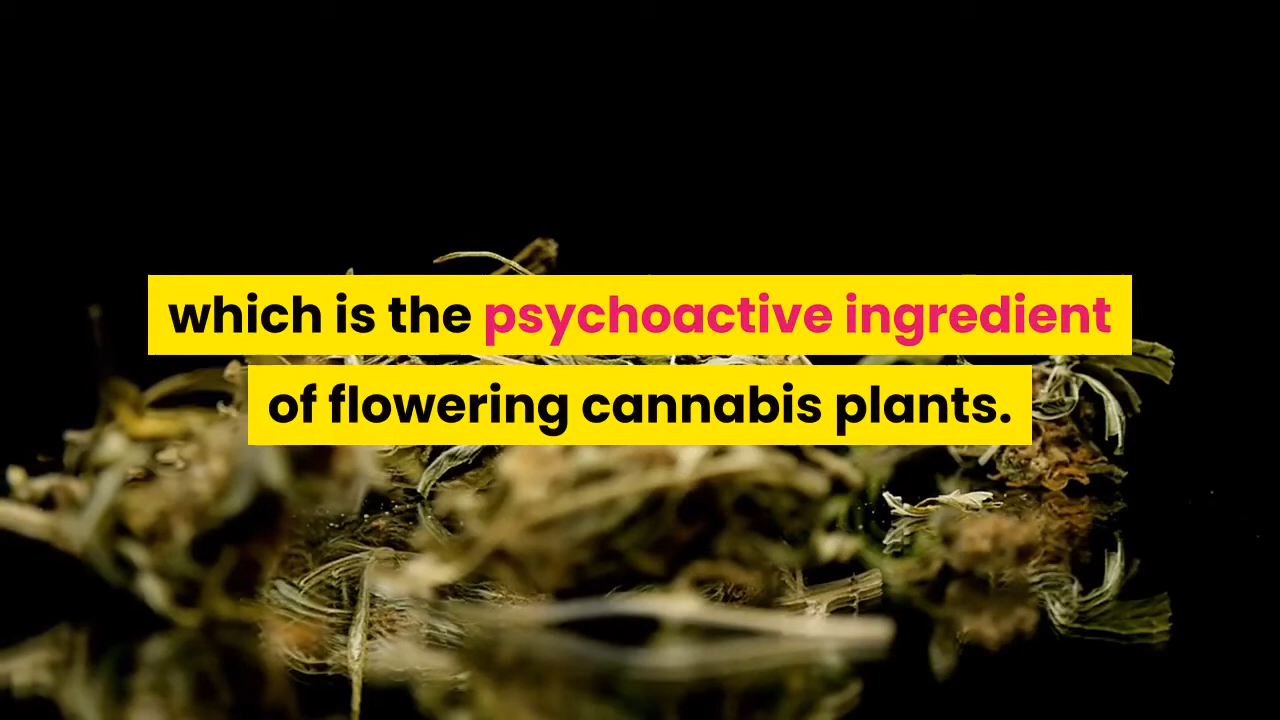 which is the psychoactive ingredient
of flowering cannabis plants.